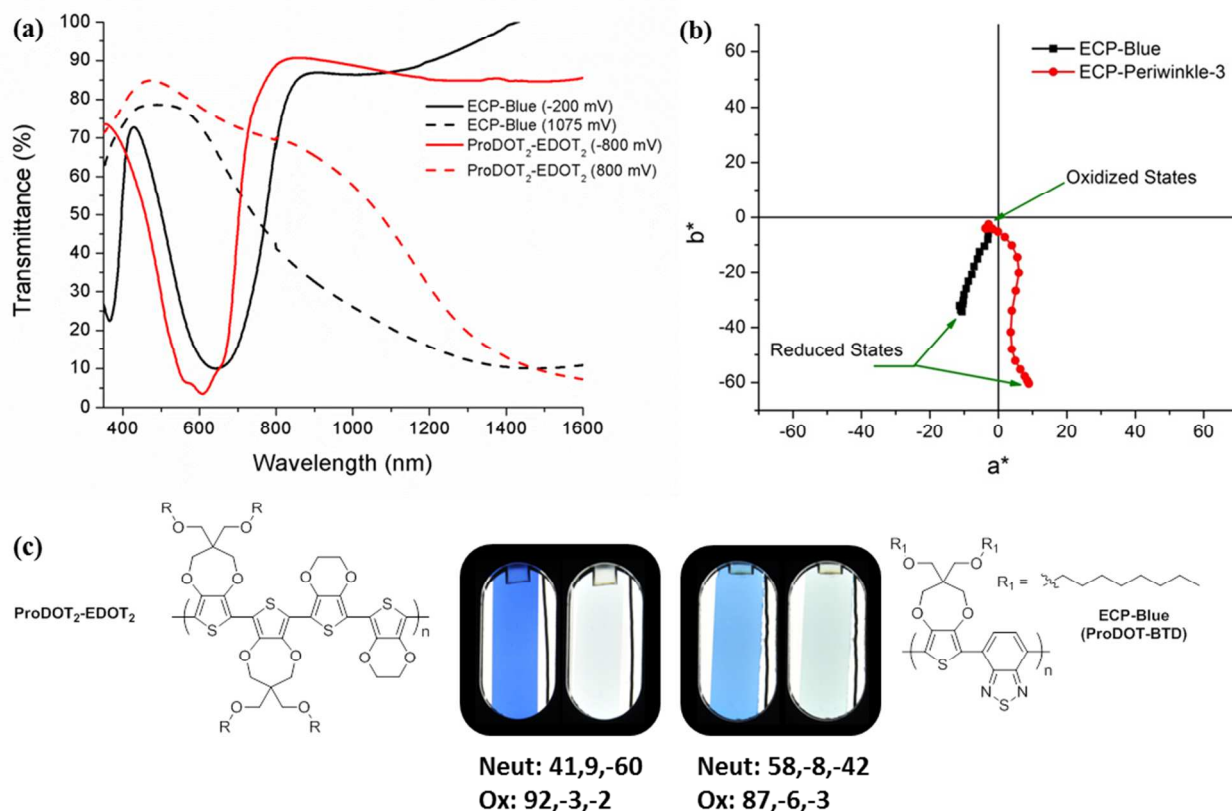 (a)
100
90
80
70
60
50
40
30
20
10
0
Transmittance (%)
400 600 800 1000 1200 1400 1600
Wavelength (nm)
ECP-Blue (-200 mV)
ECP-Blue (1075 mV)
ProDOT2-EDOT2 (-800 mV)
ProDOT2-EDOT2 (800 mV)
(b)
60
40
20
0
-20
-40
-60
b*
-60 -40 -20 0 20 40 60
a*
ECP-Blue
ECP-Periwinkle-3
Oxidized States
Reduced States
(c)
ProDOT2-EDOT2
R R
O O
O O O O
S S S S
n
O O O O
O O
R R
Neut: 41,9,-60
Ox: 92,-3,-2
Neut: 58,-8,-42
Ox: 87,-6,-3
R1 R1
O O
O O
S n
N N
S
R1 =
ECP-Blue
(ProDOT-BTD)